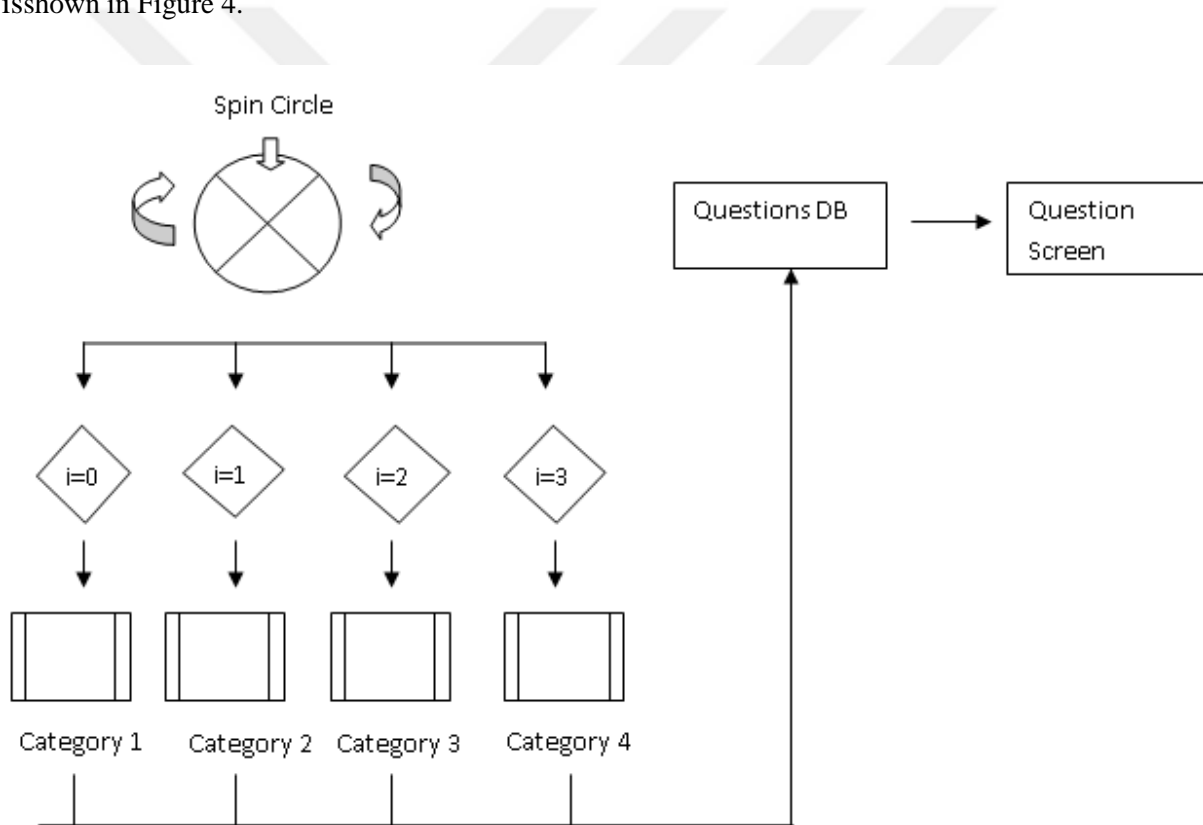 isshown in Figure 4.
Spin Circle
Questions DB
Question
Screen
i=0
i=1
i=2
i=3
Category 1
Category 2
Category 3
Category 4